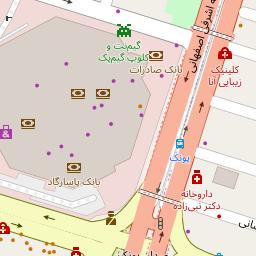 گیم‌نت و
کلوپ گیم‌پک
بانک صادرات
ه اشرفی اصفهانی
کلینیک
زیبایی آنا
پونک
بانک پاسارگاد
داروخانه
دکتر نبی‌زاده